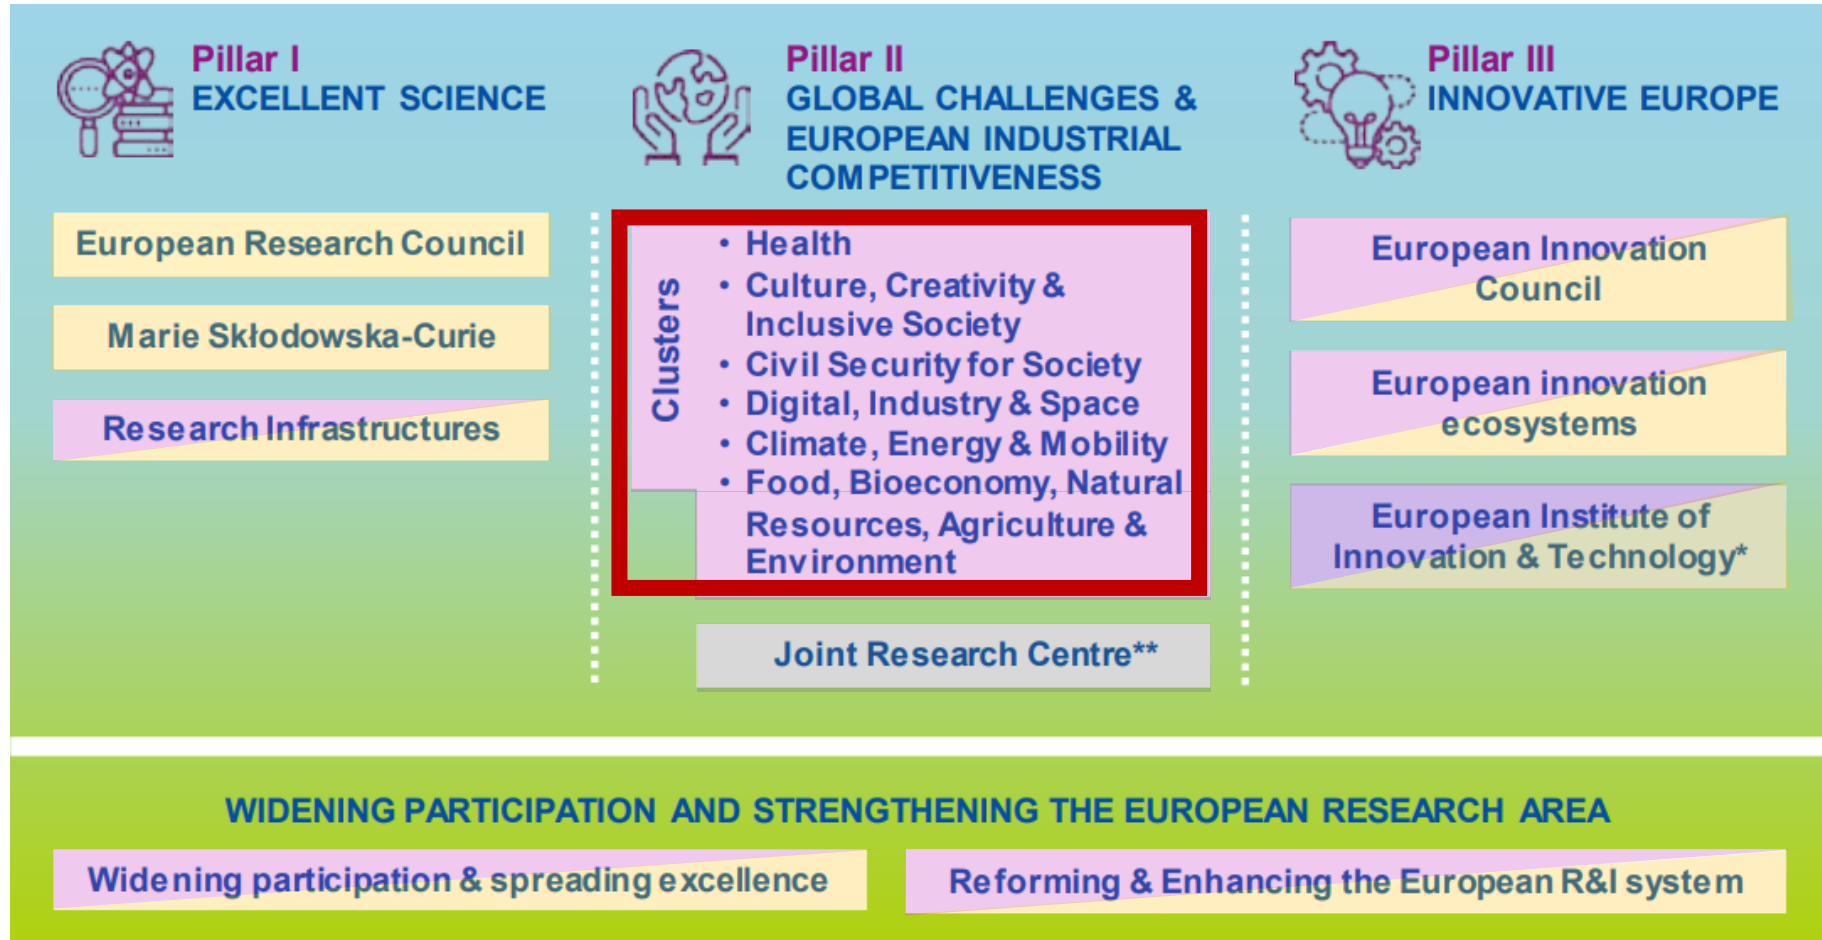 Pillar I
EXCELLENT SCIENCE
European Research Council
Marie Skłodowska-Curie
Research Infrastructures
Pillar II
GLOBAL CHALLENGES &
EUROPEAN INDUSTRIAL
COMPETITIVENESS
Clusters
• Health
• Culture, Creativity &
Inclusive Society
• Civil Security for Society
• Digital, Industry & Space
• Climate, Energy & Mobility
• Food, Bioeconomy, Natural
Resources, Agriculture &
Environment
Joint Research Centre**
Pillar III
INNOVATIVE EUROPE
European Innovation
Council
European innovation
ecosystems
European Institute of
Innovation & Technology*
WIDENING PARTICIPATION AND STRENGTHENING THE EUROPEAN RESEARCH AREA
Widening participation & spreading excellence
Reforming & Enhancing the European R&I system